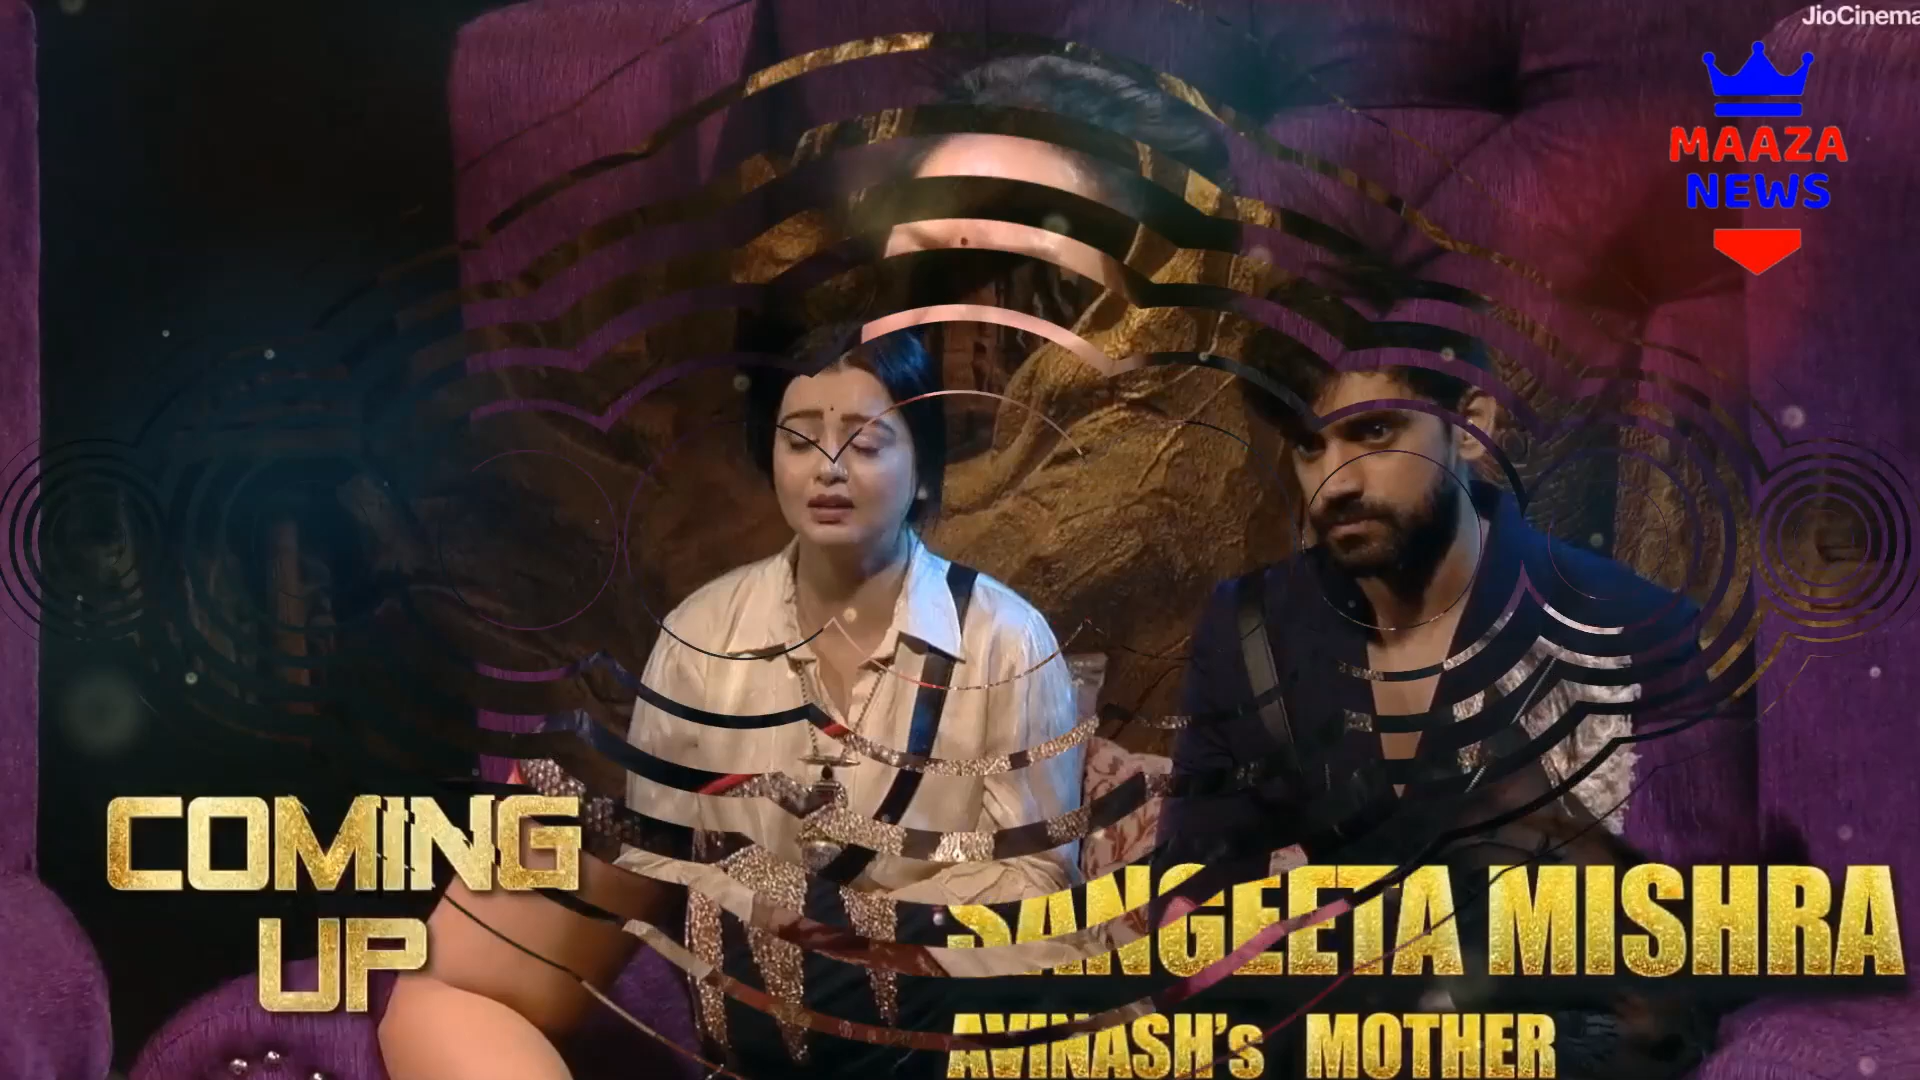 JioCinema
MAAZA
NEWS
COMING
UP
SANGEETA MISHRA
AVINASH's MOTHER